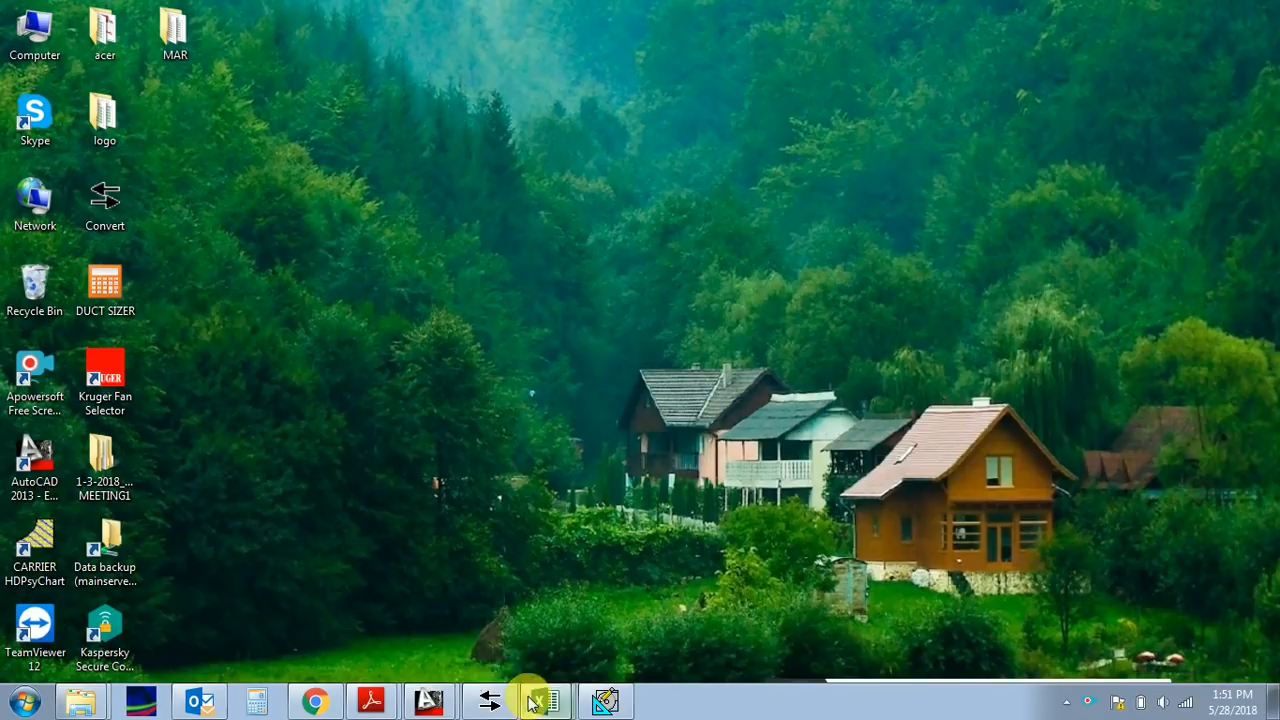 Computer
acer
MAR
Skype
logo
Network
Convert
Recycle Bin
DUCT SIZER
Apowersoft
Free Scre...
KRUGER
Kruger Fan
Selector
AutoCAD
2013 - E...
1-3-2018_...
MEETING1
CARRIER
HDPsyChart
Data backup
(mainserve...
TeamViewer
12
Kaspersky
Secure Co...
1:51 PM
5/28/2018